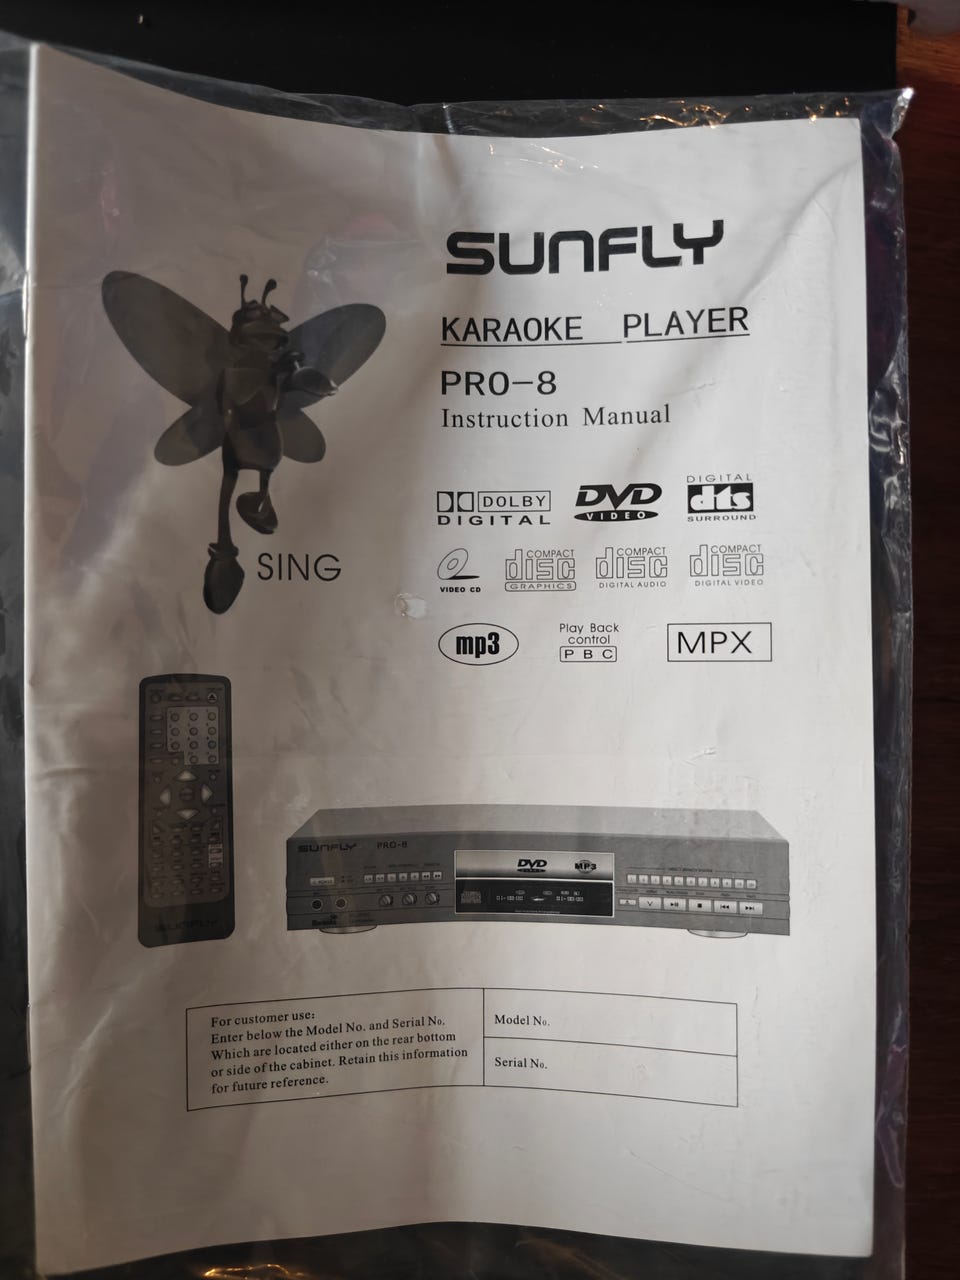 SUNFLY
KARAOKE PLAYER
PRO-8
Instruction Manual
DOLBY
DIGITAL
DVD
VIDEO
DIGITAL
dts
SURROUND
SING
VIDEO CD
COMPACT
disc
GRAPHICS
COMPACT
disc
DIGITAL AUDIO
COMPACT
disc
DIGITAL VIDEO
mp3
Play Back
control
PBC
MPX
SUNFLY PRO-8
DVD
MP3
SUNFLY
For customer use:
Enter below the Model No. and Serial No.
Which are located either on the rear bottom
or side of the cabinet. Retain this information
for future reference.
Model No.
Serial No.